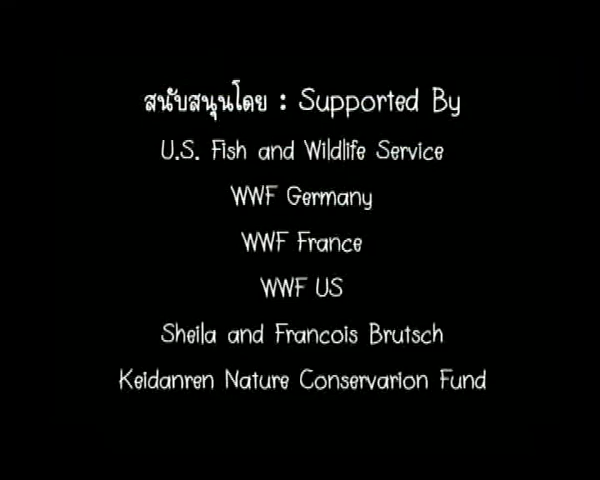 สนับสนุนโดย : Supported By
U.S. Fish and Wildlife Service
WWF Germany
WWF France
WWF US
Sheila and Francois Brutsch
Keidanren Nature Conservarion Fund